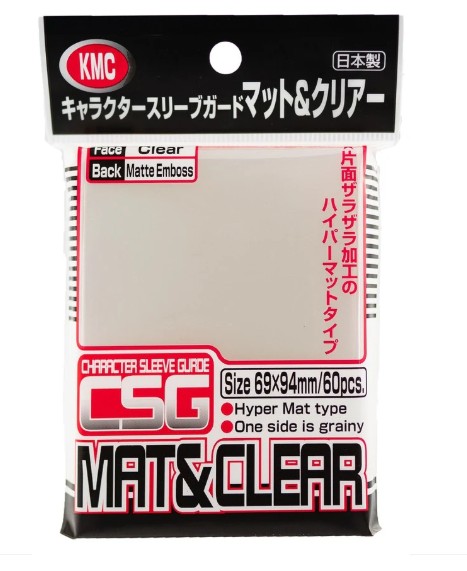 KMC
日本製
キャラクタースリーブガードマット&クリアー
Face Clear
Back Matte Emboss
片面ザラザラ加工の
ハイパーマットタイプ
CHARACTER SLEEVE GURDE
CSG
Size 69×94mm/60pcs.
●Hyper Mat type
●One side is grainy
MAT&CLEAR